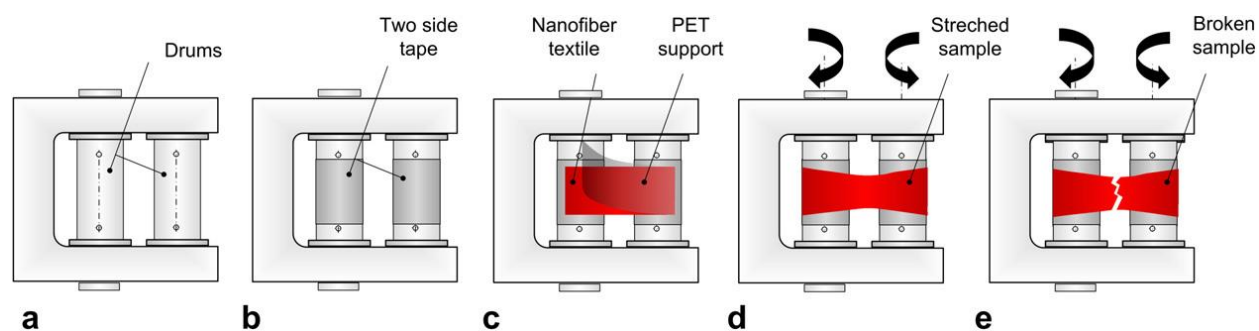 Drums
Two side
tape
Nanofiber
textile
PET
support
Streched
sample
Broken
sample
a
b
c
d
e